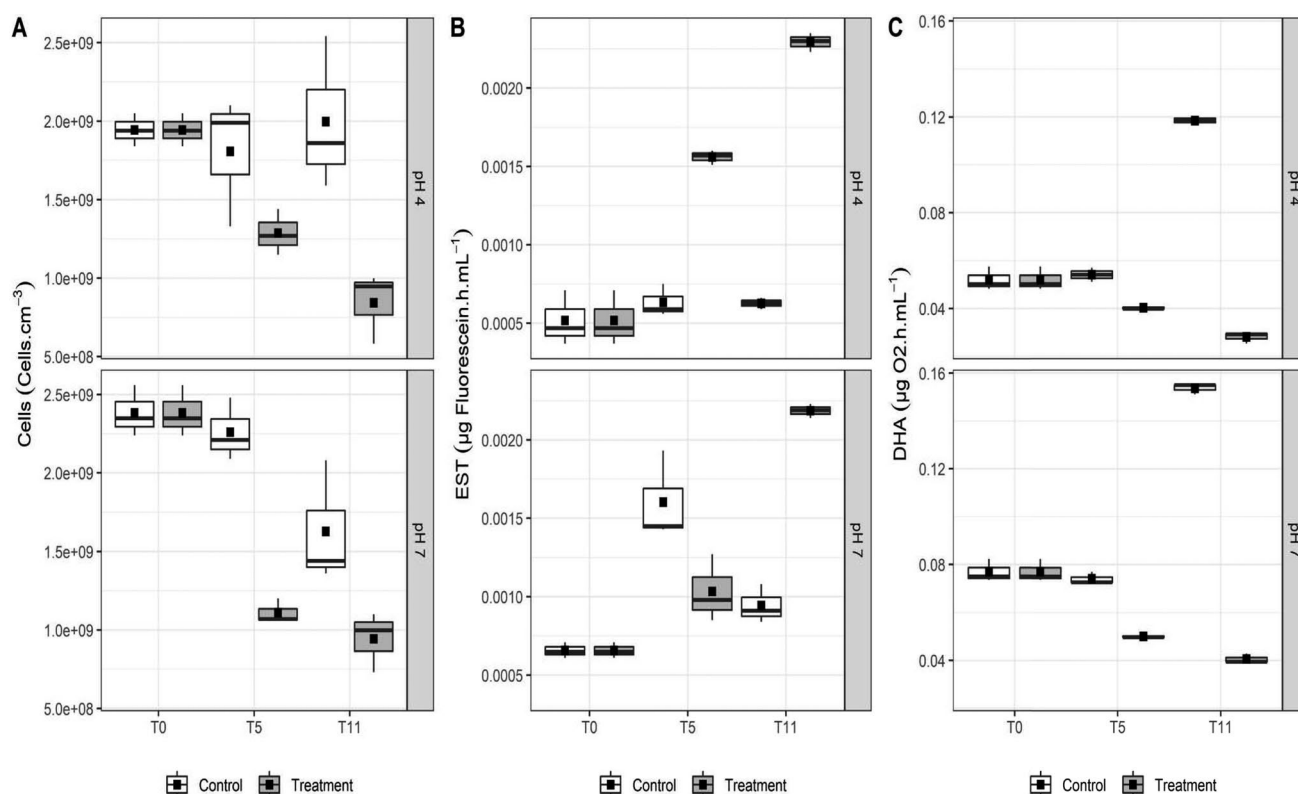 A
Cells (Cells.cm−3)
2.5e+09
2.0e+09
1.5e+09
1.0e+09
5.0e+08
pH 4
2.5e+09
2.0e+09
1.5e+09
1.0e+09
5.0e+08
pH 7
T0 T5 T11
Control Treatment
B
EST (µg Fluorescein.h.mL−1)
0.0020
0.0015
0.0010
0.0005
pH 4
0.0020
0.0015
0.0010
0.0005
pH 7
T0 T5 T11
Control Treatment
C
DHA (µg O2.h.mL−1)
0.16
0.12
0.08
0.04
pH 4
0.16
0.12
0.08
0.04
pH 7
T0 T5 T11
Control Treatment